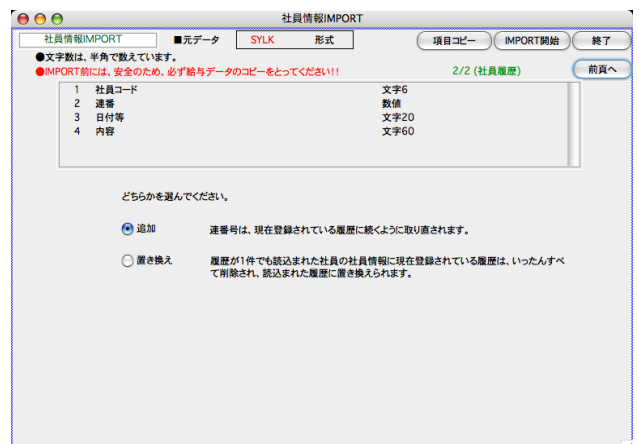 社員情報IMPORT
社員情報IMPORT ■元データ SYLK 形式 項目コピー IMPORT開始 終了
●文字数は、半角で数えています。
●IMPORT前には、安全のため、必ず給与データのコピーをとってください!! 2/2 (社員履歴) 前頁へ
1 社員コード 文字6
2 連番 数値
3 日付等 文字20
4 内容 文字60
どちらかを選んでください。
追加 連番号は、現在登録されている履歴に続くように取り直されます。
置き換え 履歴が1件でも読込まれた社員の社員情報に現在登録されている履歴は、いったんすべ
て削除され、読込まれた履歴に置き換えられます。